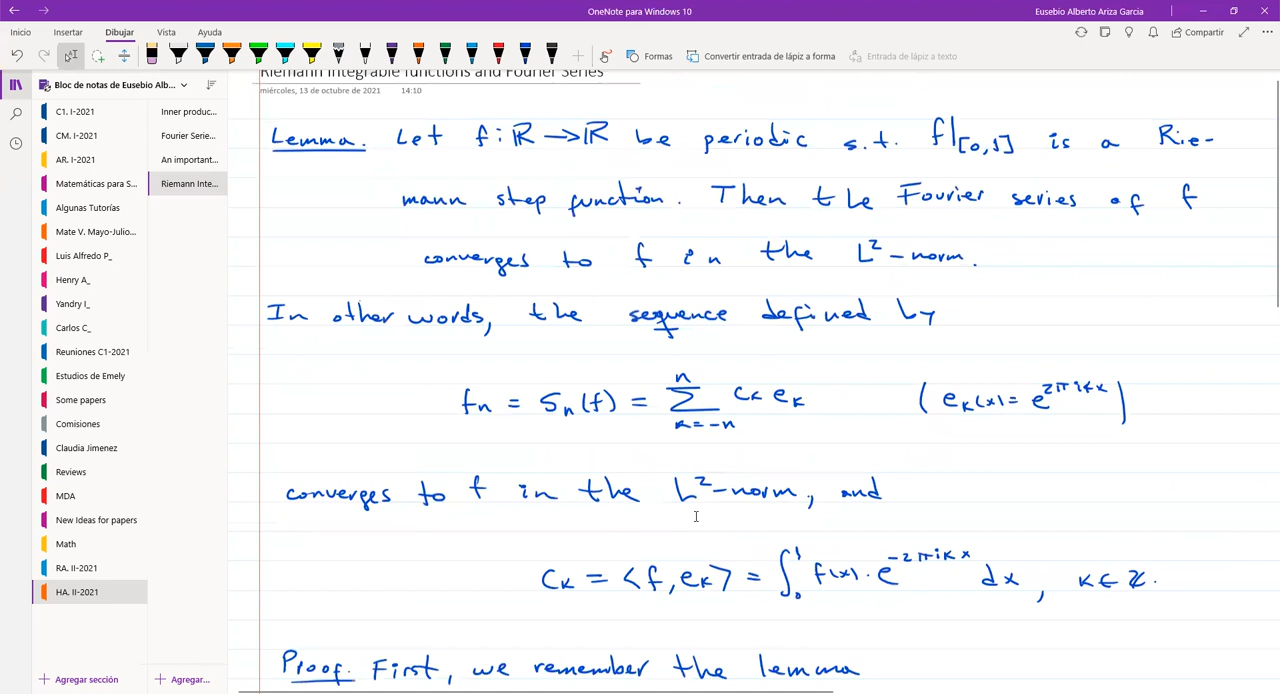 OneNote para Windows 10
Eusebio Alberto Ariza Garcia
Inicio Insertar Dibujar Vista Ayuda
Formas Convertir entrada de lápiz a forma Entrada de lápiz a texto
Compartir
Bloc de notas de Eusebio Alb...
C1. I-2021
CM. I-2021
AR. I-2021
Matemáticas para S...
Algunas Tutorías
Mate V. Mayo-Julio...
Luis Alfredo P_
Henry A_
Yandry I_
Carlos C_
Reuniones C1-2021
Estudios de Emely
Some papers
Comisiones
Claudia Jimenez
Reviews
MDA
New Ideas for papers
Math
RA. II-2021
HA. II-2021
Agregar sección
Inner produc...
Fourier Serie...
An important...
Riemann Inte...
Agregar...
Riemann Integrable functions and Fourier Series
miércoles, 13 de octubre de 2021 14:10
Lemma. Let f: ℝ → ℝ be periodic s.t. f|[0,1] is a Rie-
mann step function. Then the Fourier series of f
converges to f in the L²-norm.
In other words, the sequence defined by
fn = Sn(f) = Σ_{k=-n}^{n} ck ek (ek(x) = e^{2πikx})
converges to f in the L²-norm, and
ck = <f, ek> = ∫₀¹ f(x) · e^{-2πikx} dx, k ∈ ℤ.
Proof. First, we remember the lemma